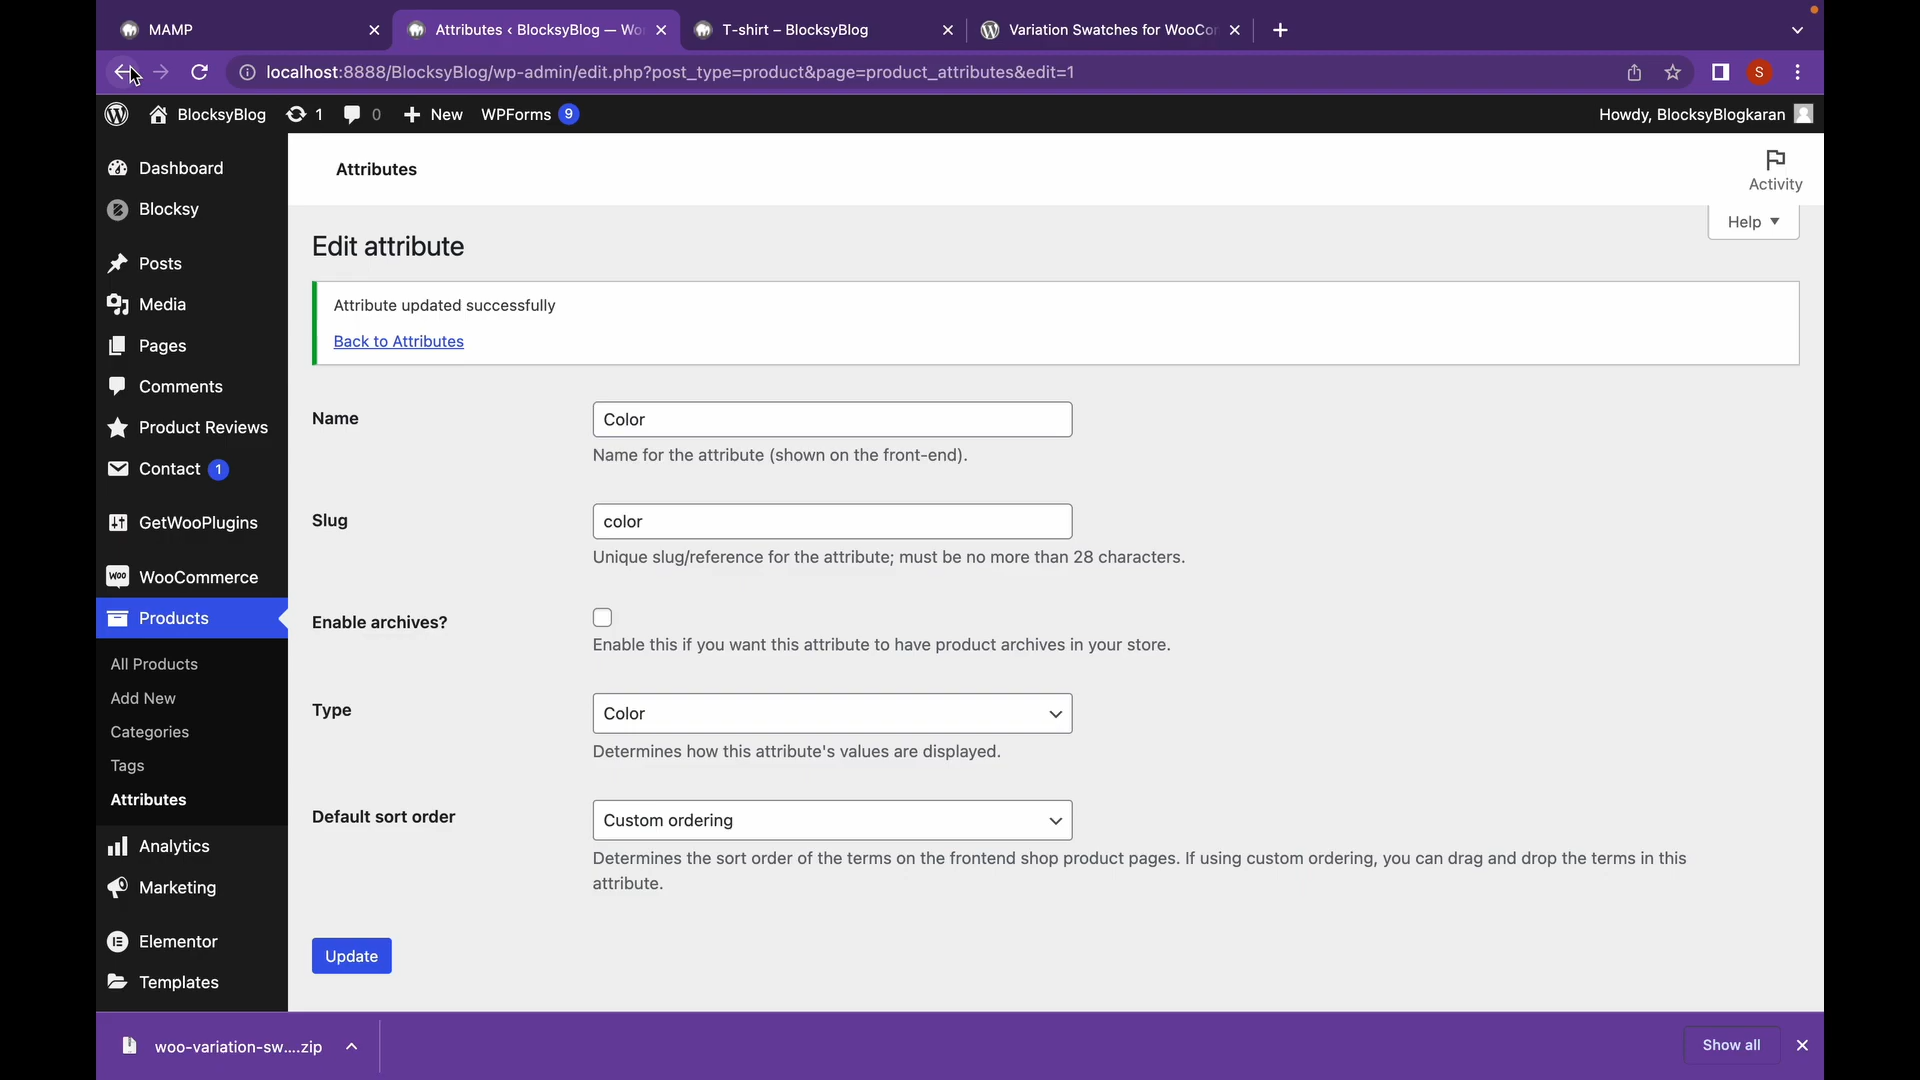 MAMP
Attributes ‹ BlocksyBlog — Wo
T-shirt – BlocksyBlog
Variation Swatches for WooCo
localhost:8888/BlocksyBlog/wp-admin/edit.php?post_type=product&page=product_attributes&edit=1
S
BlocksyBlog
1
0
New
WPForms 9
Howdy, BlocksyBlogkaran
Dashboard
Blocksy
Posts
Media
Pages
Comments
Product Reviews
Contact 1
GetWooPlugins
WooCommerce
Products
All Products
Add New
Categories
Tags
Attributes
Analytics
Marketing
Elementor
Templates
Attributes
Activity
Help
Edit attribute
Attribute updated successfully
Back to Attributes
Name
Color
Name for the attribute (shown on the front-end).
Slug
color
Unique slug/reference for the attribute; must be no more than 28 characters.
Enable archives?
Enable this if you want this attribute to have product archives in your store.
Type
Color
Determines how this attribute's values are displayed.
Default sort order
Custom ordering
Determines the sort order of the terms on the frontend shop product pages. If using custom ordering, you can drag and drop the terms in this
attribute.
Update
woo-variation-sw....zip
Show all